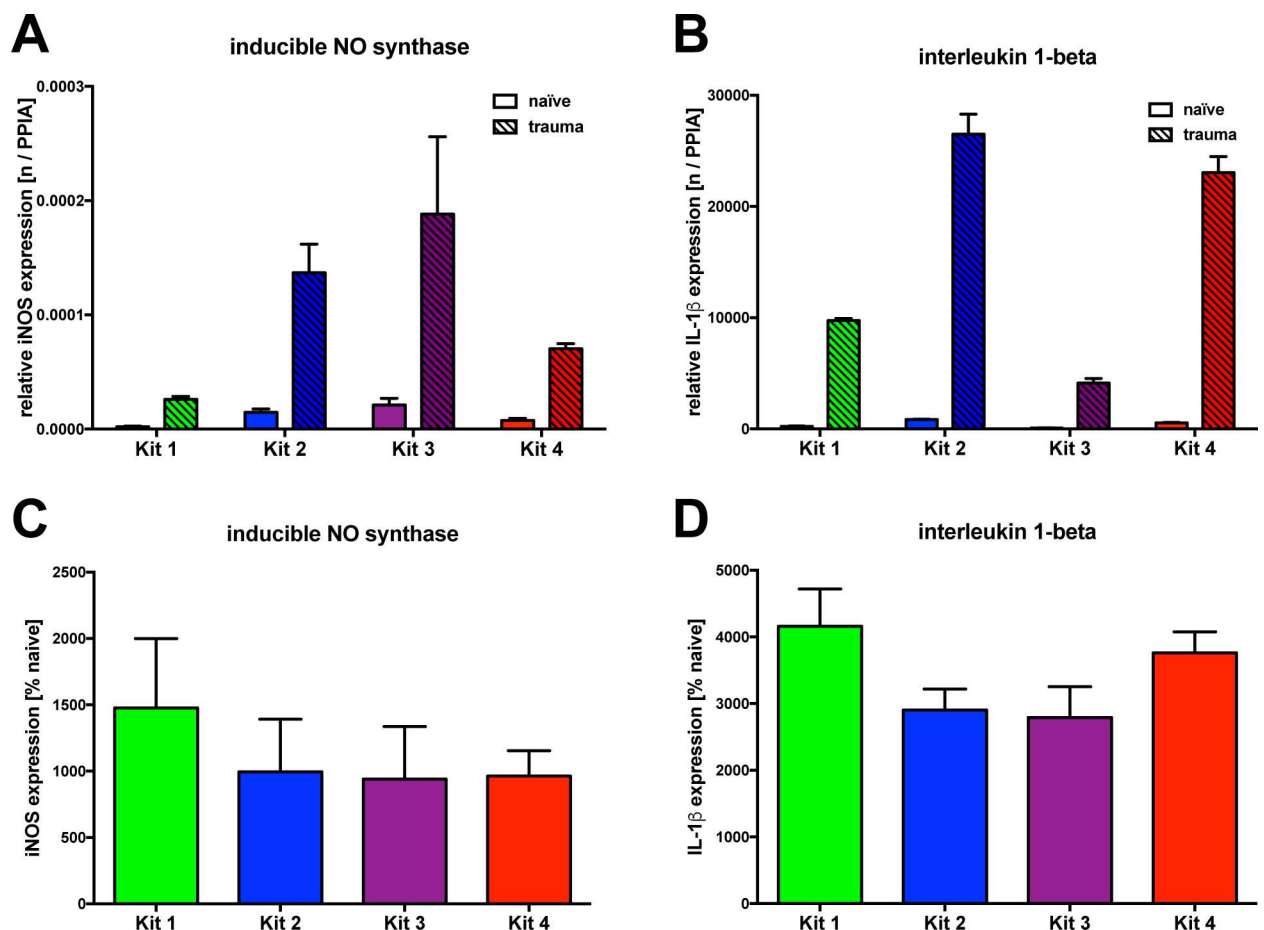 A
inducible NO synthase
relative iNOS expression [n / PPIA]
0.0003
0.0002
0.0001
0.0000
naïve
trauma
Kit 1
Kit 2
Kit 3
Kit 4
B
interleukin 1-beta
relative IL-1β expression [n / PPIA]
30000
20000
10000
0
naïve
trauma
Kit 1
Kit 2
Kit 3
Kit 4
C
inducible NO synthase
iNOS expression [% naive]
2500
2000
1500
1000
500
0
Kit 1
Kit 2
Kit 3
Kit 4
D
interleukin 1-beta
IL-1β expression [% naive]
5000
4000
3000
2000
1000
0
Kit 1
Kit 2
Kit 3
Kit 4